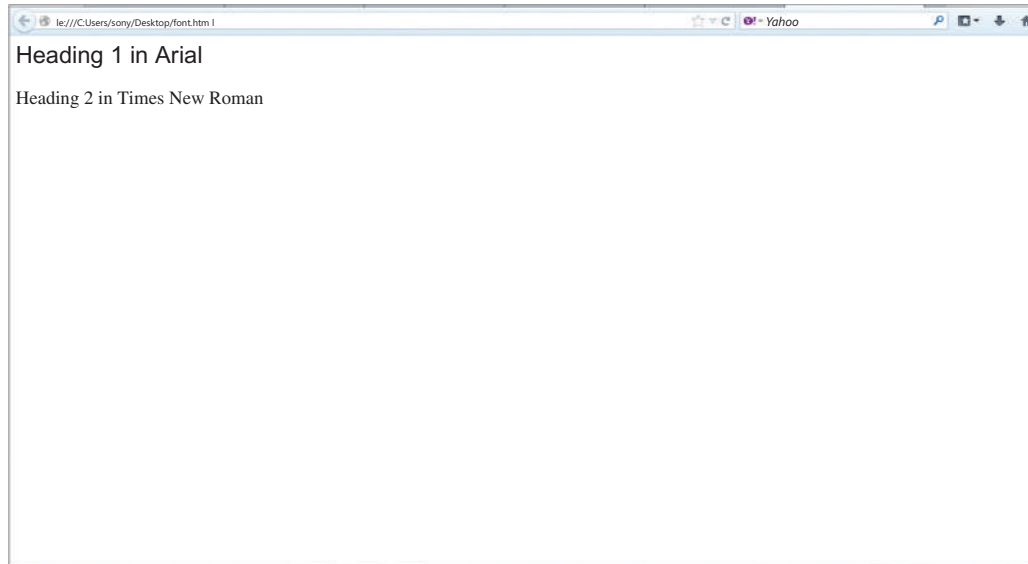 le:///C:Users/sony/Desktop/font.htm l
Yahoo
Heading 1 in Arial
Heading 2 in Times New Roman